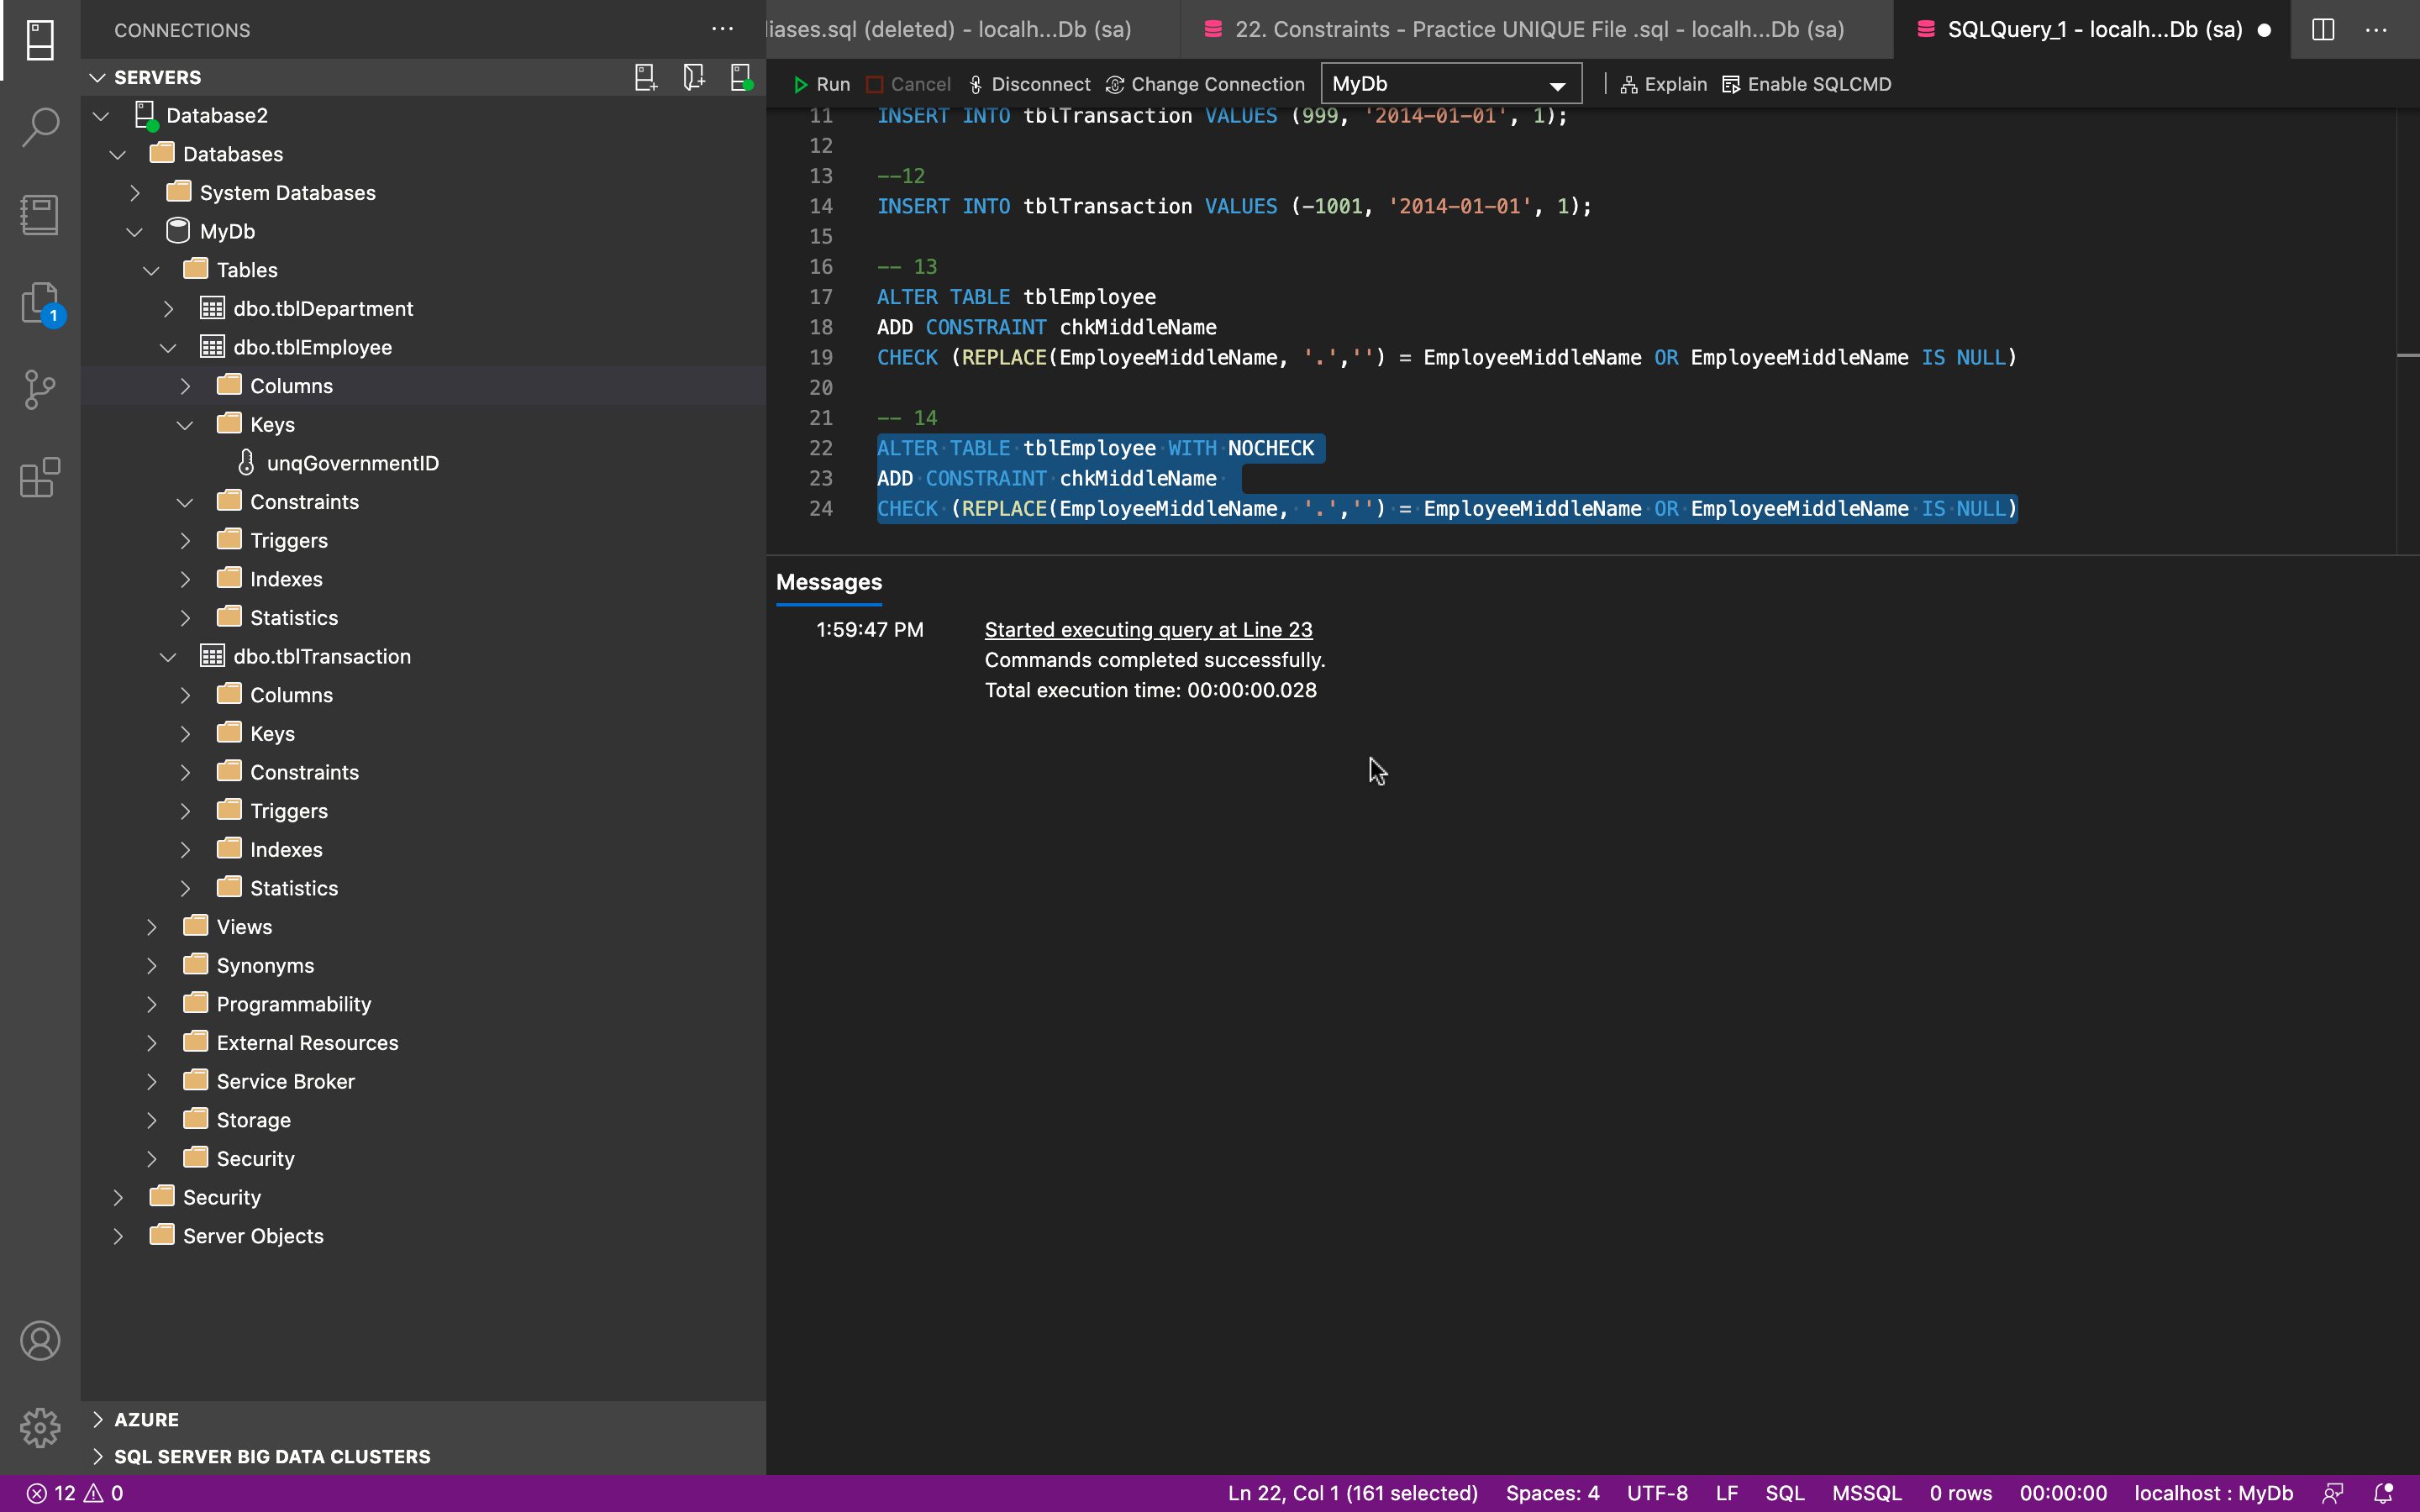 CONNECTIONS
SERVERS
Database2
Databases
System Databases
MyDb
Tables
dbo.tblDepartment
dbo.tblEmployee
Columns
Keys
unqGovernmentID
Constraints
Triggers
Indexes
Statistics
dbo.tblTransaction
Columns
Keys
Constraints
Triggers
Indexes
Statistics
Views
Synonyms
Programmability
External Resources
Service Broker
Storage
Security
Security
Server Objects
AZURE
SQL SERVER BIG DATA CLUSTERS
1
liases.sql (deleted) - localh...Db (sa)
22. Constraints - Practice UNIQUE File .sql - localh...Db (sa)
SQLQuery_1 - localh...Db (sa)
Run Cancel Disconnect Change Connection MyDb Explain Enable SQLCMD
11 INSERT INTO tblTransaction VALUES (999, '2014-01-01', 1);
12
13 --12
14 INSERT INTO tblTransaction VALUES (-1001, '2014-01-01', 1);
15
16 -- 13
17 ALTER TABLE tblEmployee
18 ADD CONSTRAINT chkMiddleName
19 CHECK (REPLACE(EmployeeMiddleName, '.','') = EmployeeMiddleName OR EmployeeMiddleName IS NULL)
20
21 -- 14
22 ALTER TABLE tblEmployee WITH NOCHECK
23 ADD CONSTRAINT chkMiddleName
24 CHECK (REPLACE(EmployeeMiddleName, '.','') = EmployeeMiddleName OR EmployeeMiddleName IS NULL)
Messages
1:59:47 PM Started executing query at Line 23
Commands completed successfully.
Total execution time: 00:00:00.028
12 0 Ln 22, Col 1 (161 selected) Spaces: 4 UTF-8 LF SQL MSSQL 0 rows 00:00:00 localhost : MyDb